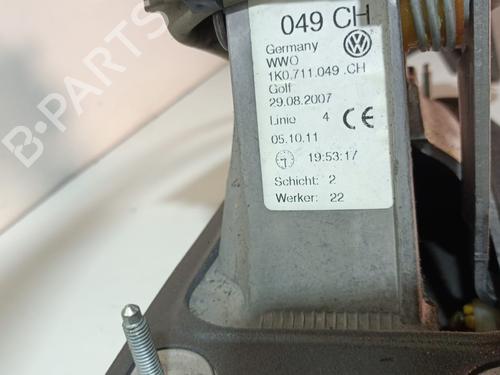 049 CH
Germany
WWO
1K0.711.049 .CH
Golf
29.08.2007
Linie 4 CE
05.10.11
19:53:17
Schicht: 2
Werker: 22
B-PARTS